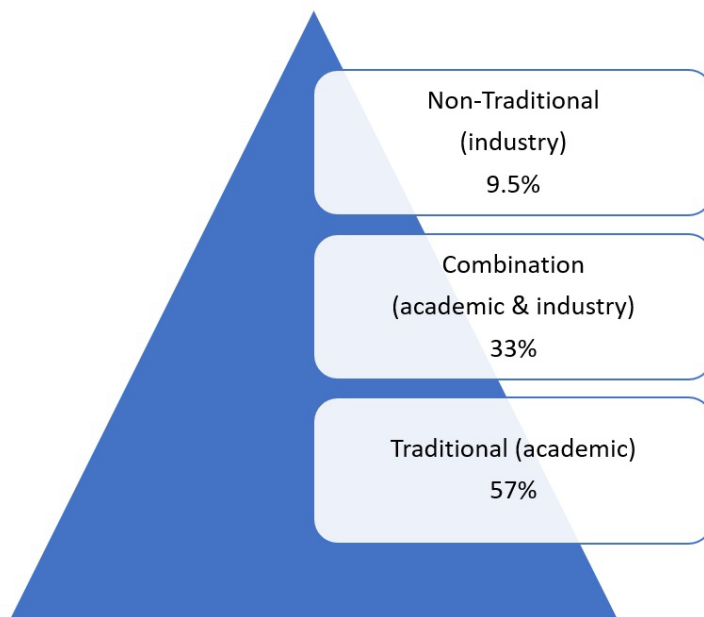 Non-Traditional
(industry)
9.5%
Combination
(academic & industry)
33%
Traditional (academic)
57%